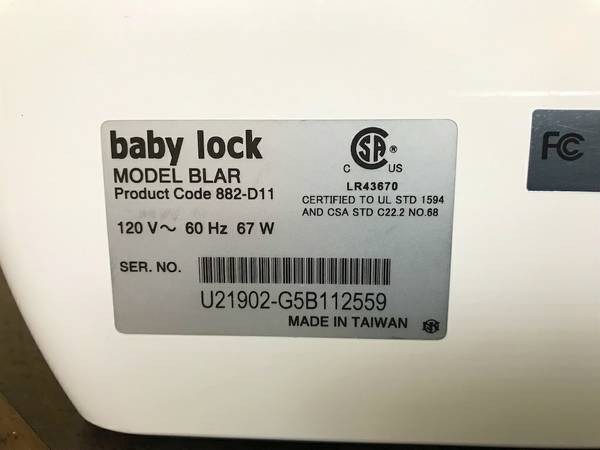 baby lock
MODEL BLAR
Product Code 882-D11
120 V～ 60 Hz 67 W
SER. NO.
U21902-G5B112559
MADE IN TAIWAN
SA ®
C US
LR43670
CERTIFIED TO UL STD 1594
AND CSA STD C22.2 NO.68
FC